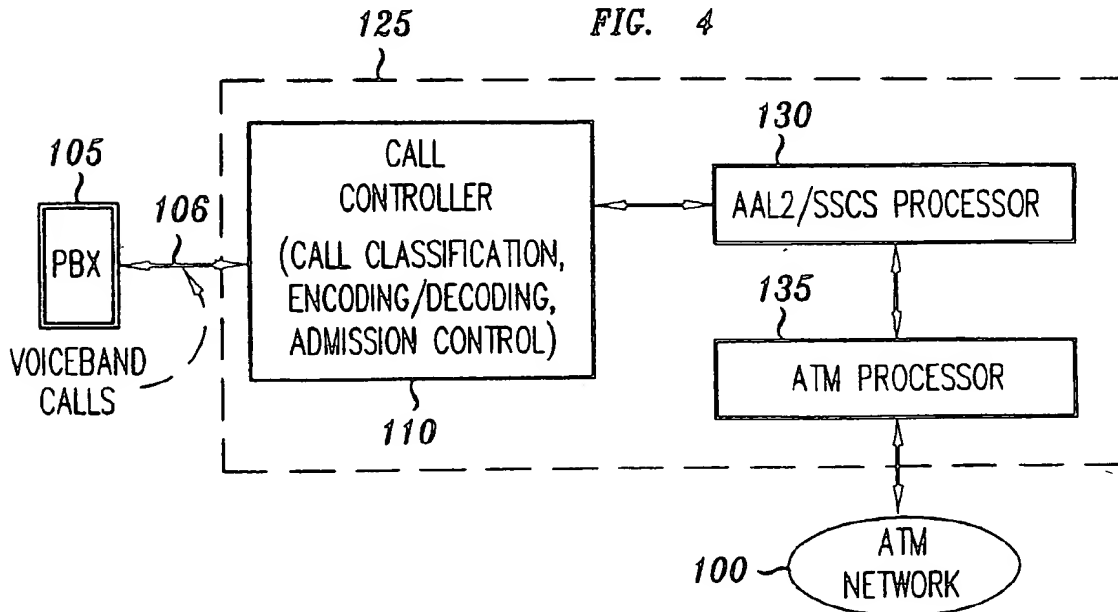 FIG. 4
125
105
PBX
106
VOICEBAND
CALLS
CALL
CONTROLLER
(CALL CLASSIFICATION,
ENCODING/DECODING,
ADMISSION CONTROL)
110
130
AAL2/SSCS PROCESSOR
135
ATM PROCESSOR
100
ATM
NETWORK